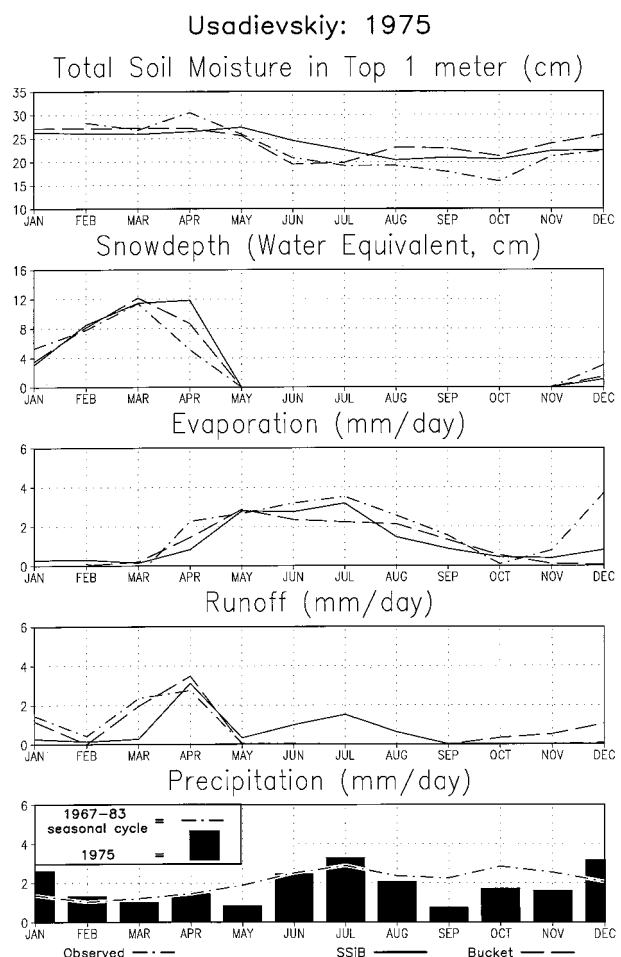 Usadievskiy: 1975
Total Soil Moisture in Top 1 meter (cm)
35
30
25
20
15
10
JAN FEB MAR APR MAY JUN JUL AUG SEP OCT NOV DEC
Snowdepth (Water Equivalent, cm)
16
12
8
4
0
JAN FEB MAR APR MAY JUN JUL AUG SEP OCT NOV DEC
Evaporation (mm/day)
6
4
2
0
JAN FEB MAR APR MAY JUN JUL AUG SEP OCT NOV DEC
Runoff (mm/day)
6
4
2
0
JAN FEB MAR APR MAY JUN JUL AUG SEP OCT NOV DEC
Precipitation (mm/day)
6
4
2
0
1967-83
seasonal cycle =
1975 =
JAN FEB MAR APR MAY JUN JUL AUG SEP OCT NOV DEC
Observed SSiB Bucket